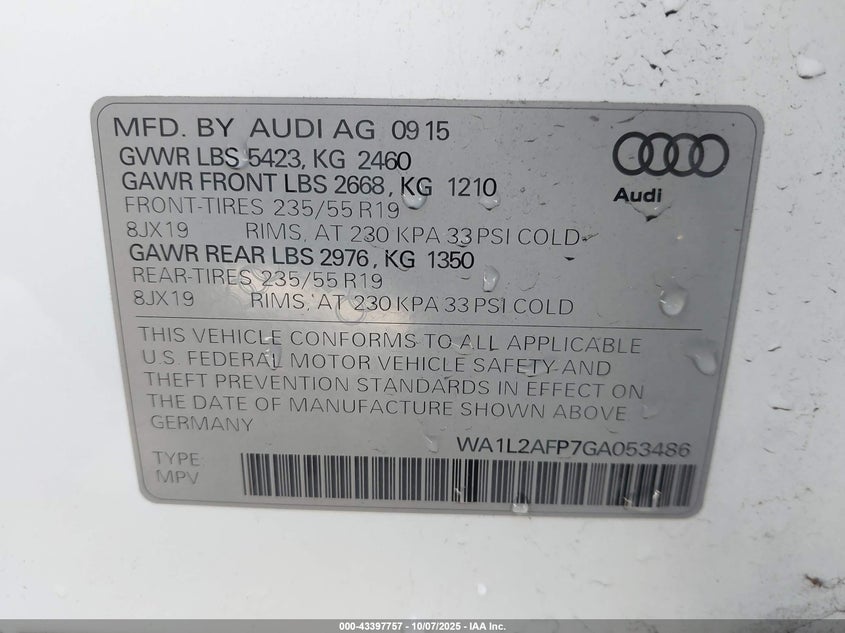 MFD. BY AUDI AG 09 15
GVWR LBS 5423, KG 2460
GAWR FRONT LBS 2668, KG 1210
FRONT-TIRES 235/55 R19
8JX19 RIMS, AT 230 KPA 33 PSI COLD
GAWR REAR LBS 2976, KG 1350
REAR-TIRES 235/55 R19
8JX19 RIMS, AT 230 KPA 33 PSI COLD
Audi
THIS VEHICLE CONFORMS TO ALL APPLICABLE
U.S. FEDERAL MOTOR VEHICLE SAFETY AND
THEFT PREVENTION STANDARDS IN EFFECT ON
THE DATE OF MANUFACTURE SHOWN ABOVE
GERMANY
WA1L2AFP7GA053486
TYPE:
MPV
000-43397757 - 10/07/2025 - IAA Inc.